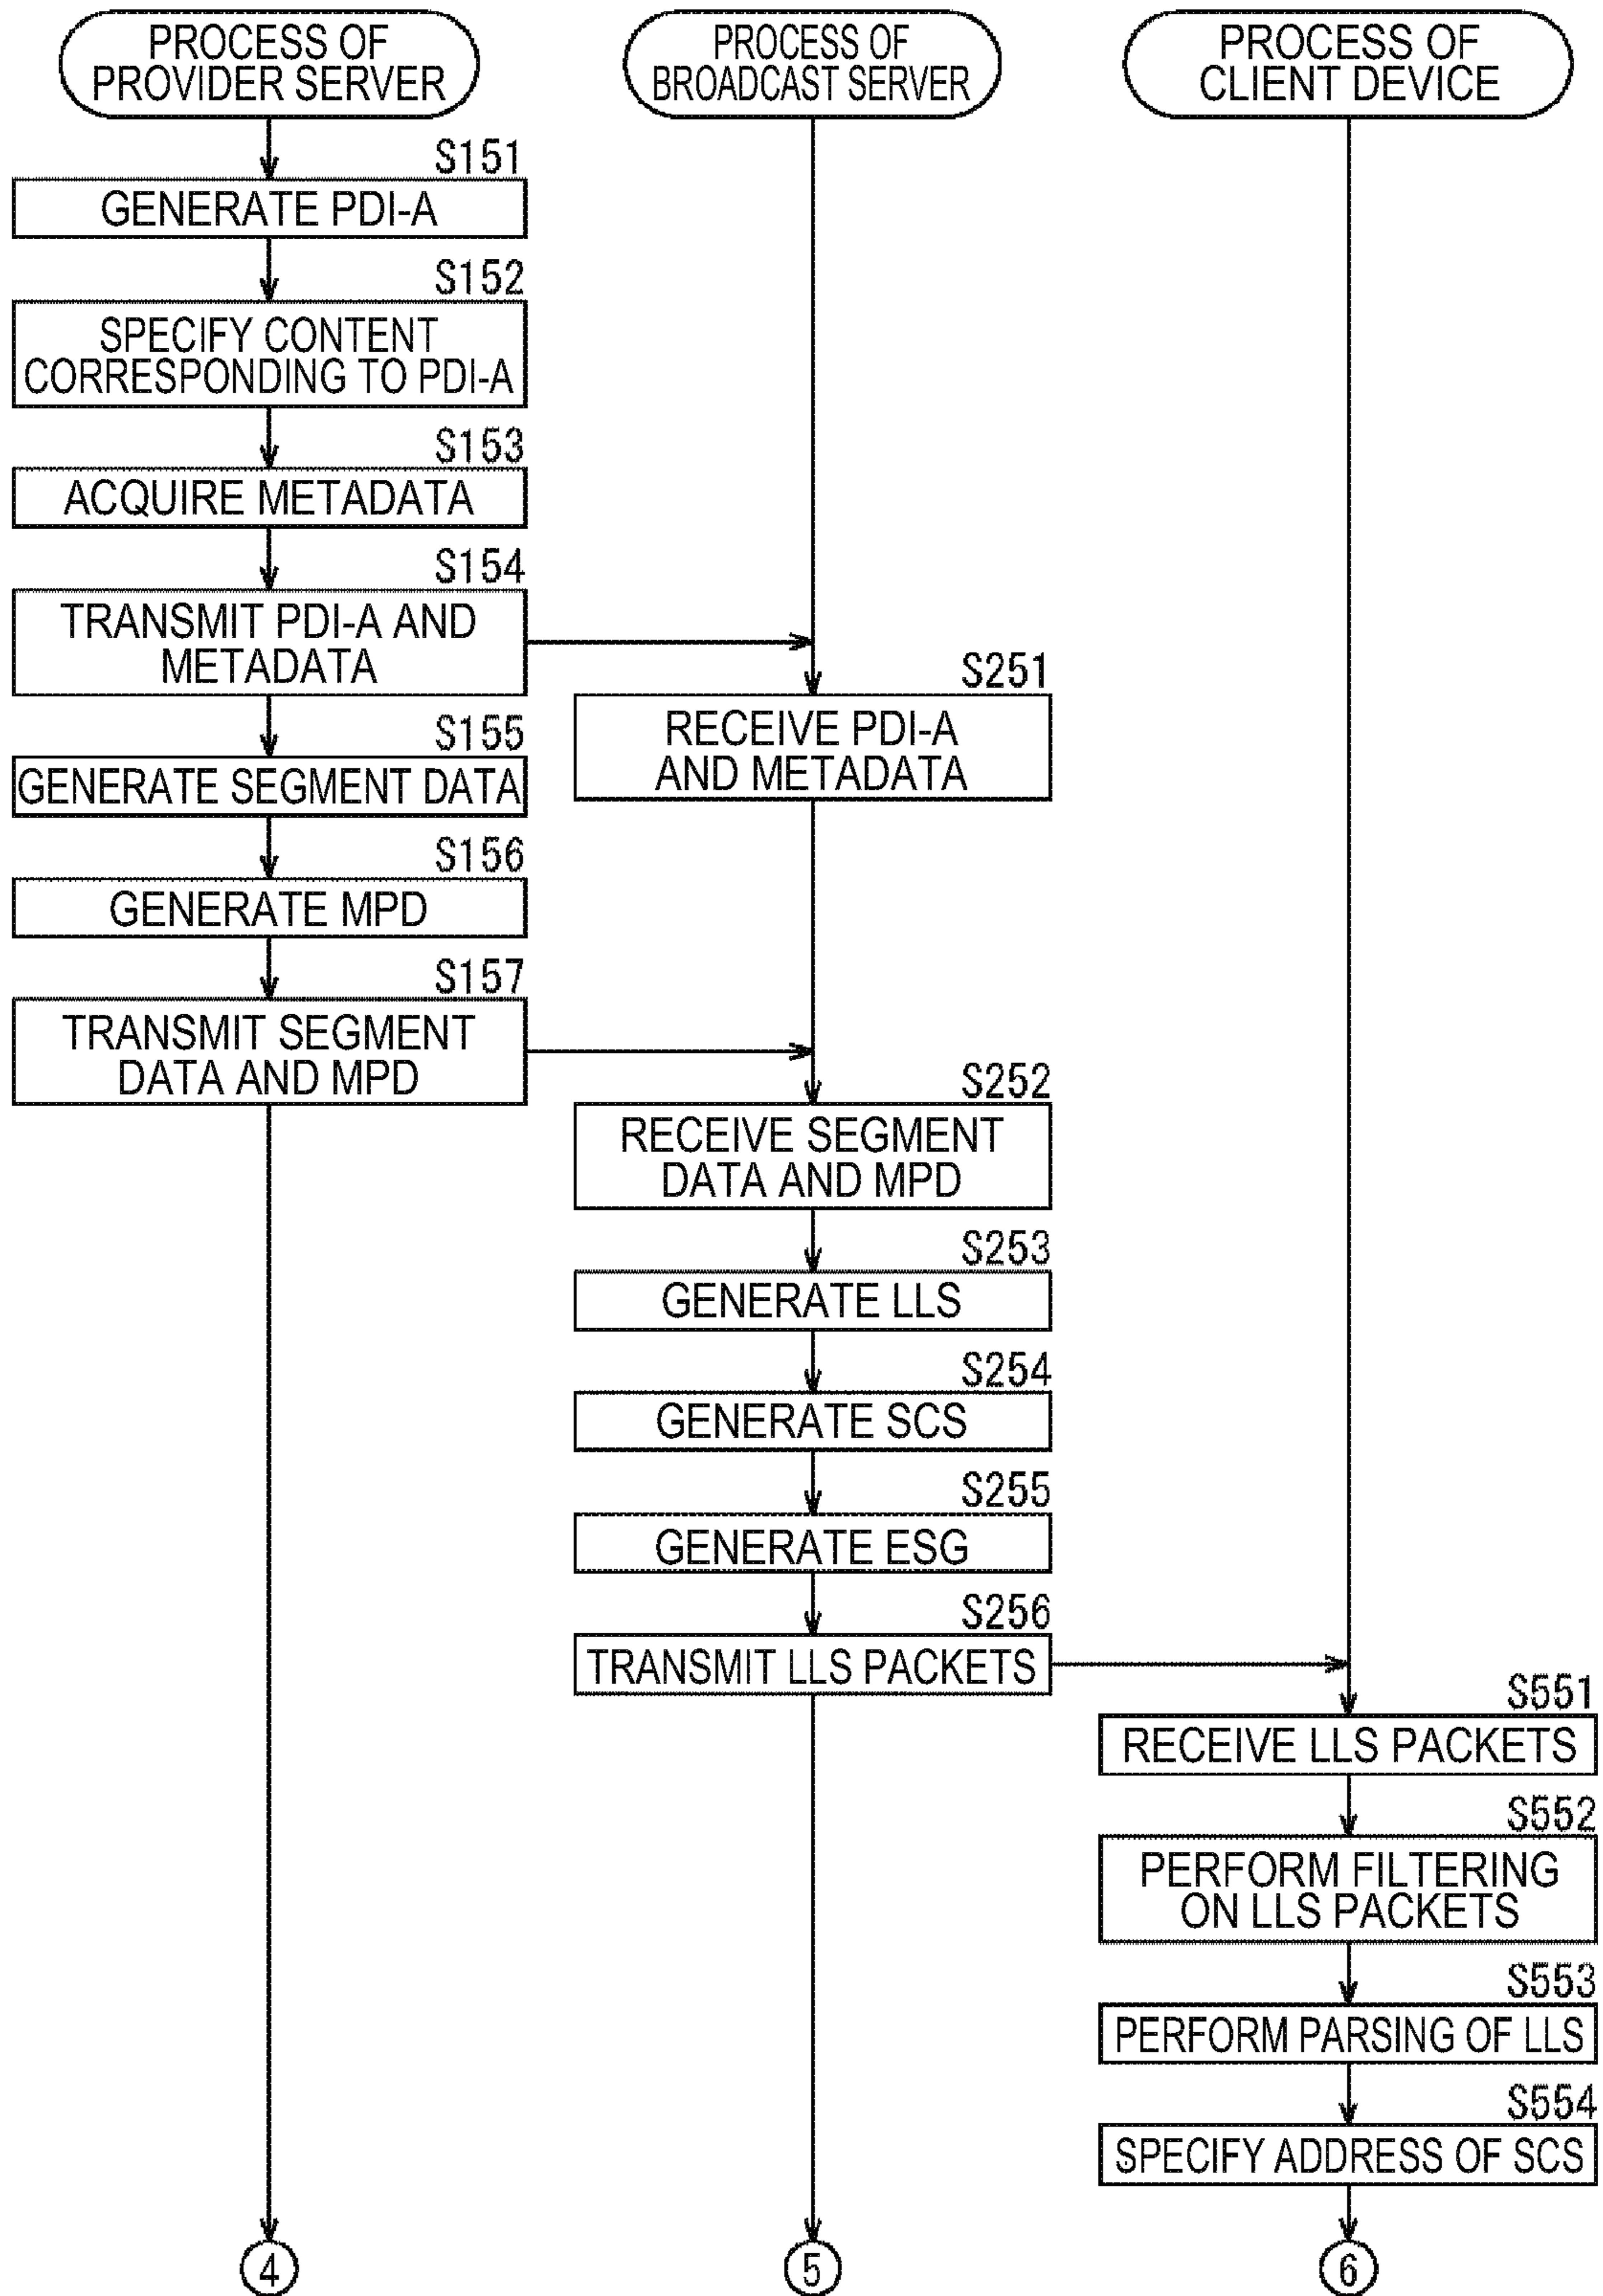 PROCESS OF
PROVIDER SERVER
PROCESS OF
BROADCAST SERVER
PROCESS OF
CLIENT DEVICE
S151
GENERATE PDI-A
S152
SPECIFY CONTENT
CORRESPONDING TO PDI-A
S153
ACQUIRE METADATA
S154
TRANSMIT PDI-A AND
METADATA
S251
RECEIVE PDI-A
AND METADATA
S155
GENERATE SEGMENT DATA
S156
GENERATE MPD
S157
TRANSMIT SEGMENT
DATA AND MPD
S252
RECEIVE SEGMENT
DATA AND MPD
S253
GENERATE LLS
S254
GENERATE SCS
S255
GENERATE ESG
S256
TRANSMIT LLS PACKETS
S551
RECEIVE LLS PACKETS
S552
PERFORM FILTERING
ON LLS PACKETS
S553
PERFORM PARSING OF LLS
S554
SPECIFY ADDRESS OF SCS
4
5
6